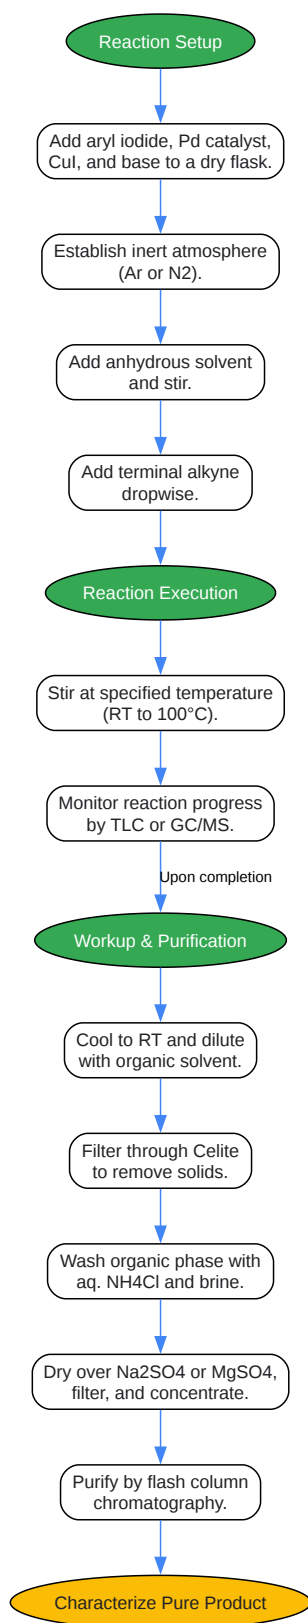 Reaction Setup
Add aryl iodide, Pd catalyst,
CuI, and base to a dry flask.
Establish inert atmosphere
(Ar or N2).
Add anhydrous solvent
and stir.
Add terminal alkyne
dropwise.
Reaction Execution
Stir at specified temperature
(RT to 100°C).
Monitor reaction progress
by TLC or GC/MS.
Upon completion
Workup & Purification
Cool to RT and dilute
with organic solvent.
Filter through Celite
to remove solids.
Wash organic phase with
aq. NH4Cl and brine.
Dry over Na2SO4 or MgSO4,
filter, and concentrate.
Purify by flash column
chromatography.
Characterize Pure Product